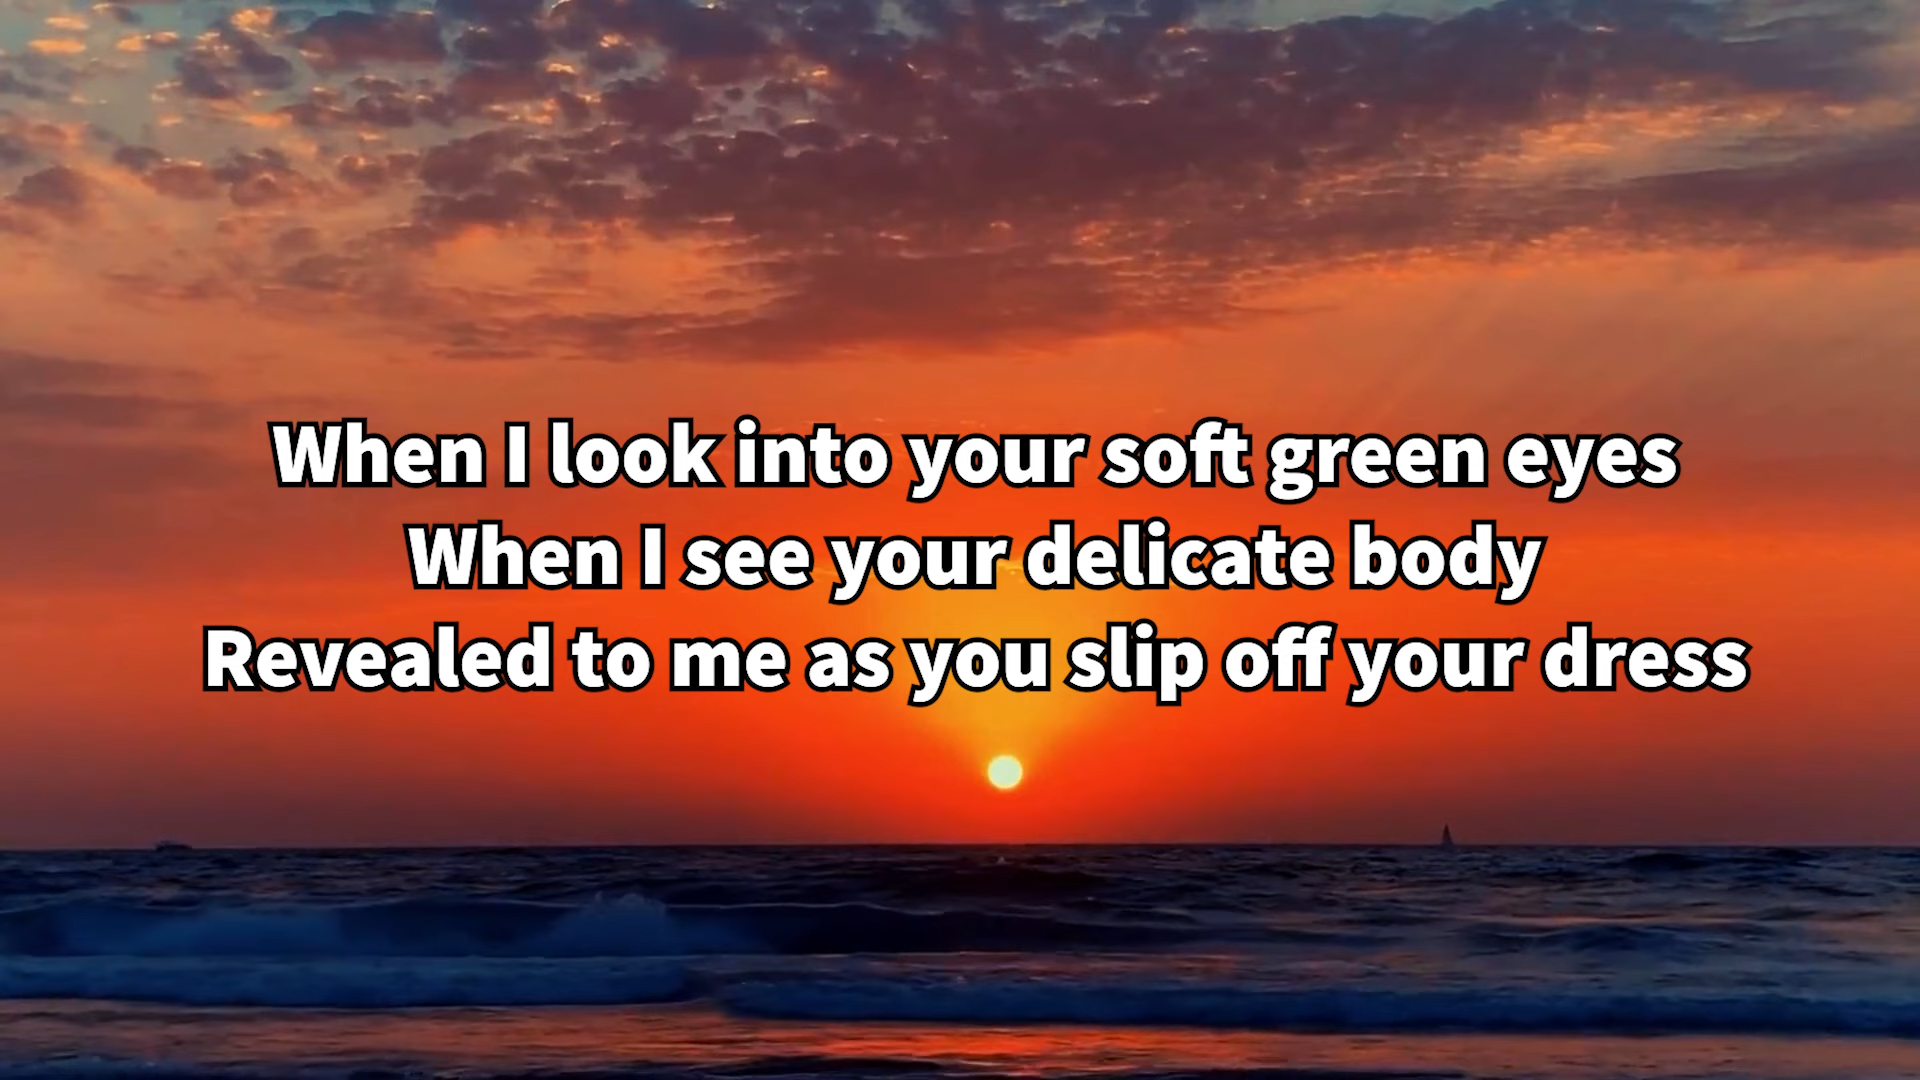 When I look into your soft green eyes
When I see your delicate body
Revealed to me as you slip off your dress